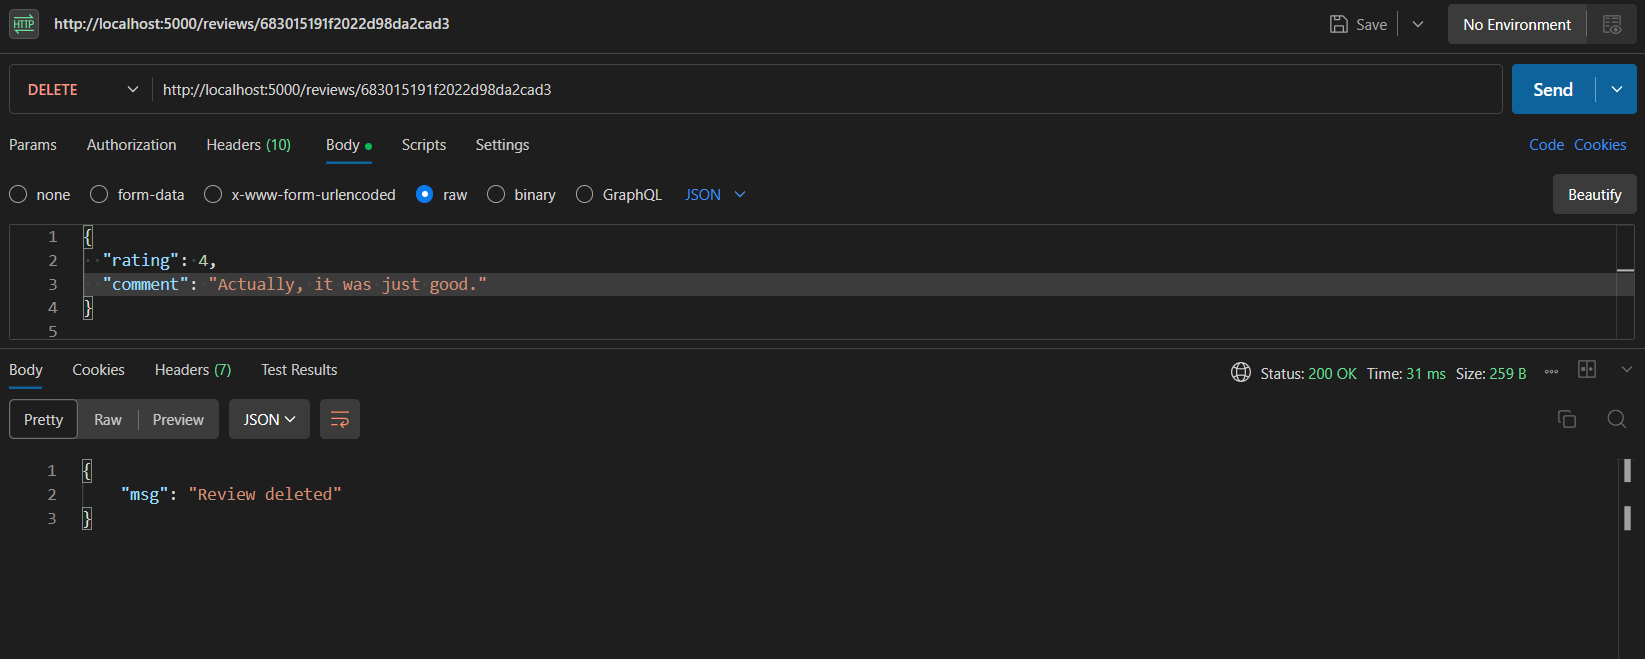 HTTP http://localhost:5000/reviews/683015191f2022d98da2cad3 Save No Environment
DELETE http://localhost:5000/reviews/683015191f2022d98da2cad3 Send
Params Authorization Headers (10) Body Scripts Settings Code Cookies
none form-data x-www-form-urlencoded raw binary GraphQL JSON Beautify
1 {
2 "rating": 4,
3 "comment": "Actually, it was just good."
4 }
5
Body Cookies Headers (7) Test Results Status: 200 OK Time: 31 ms Size: 259 B
Pretty Raw Preview JSON
1 {
2 "msg": "Review deleted"
3 }